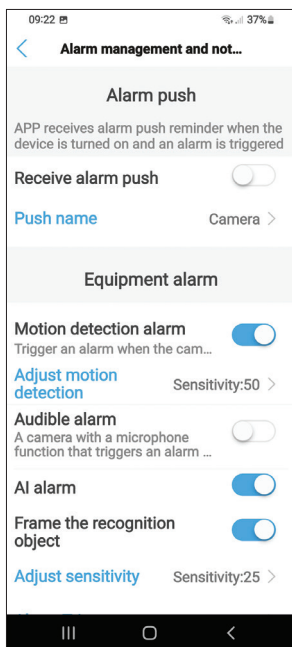 09:22 37%
Alarm management and not...
Alarm push
APP receives alarm push reminder when the
device is turned on and an alarm is triggered
Receive alarm push
Push name Camera >
Equipment alarm
Motion detection alarm
Trigger an alarm when the cam...
Adjust motion
detection Sensitivity:50 >
Audible alarm
A camera with a microphone
function that triggers an alarm ...
AI alarm
Frame the recognition
object
Adjust sensitivity Sensitivity:25 >